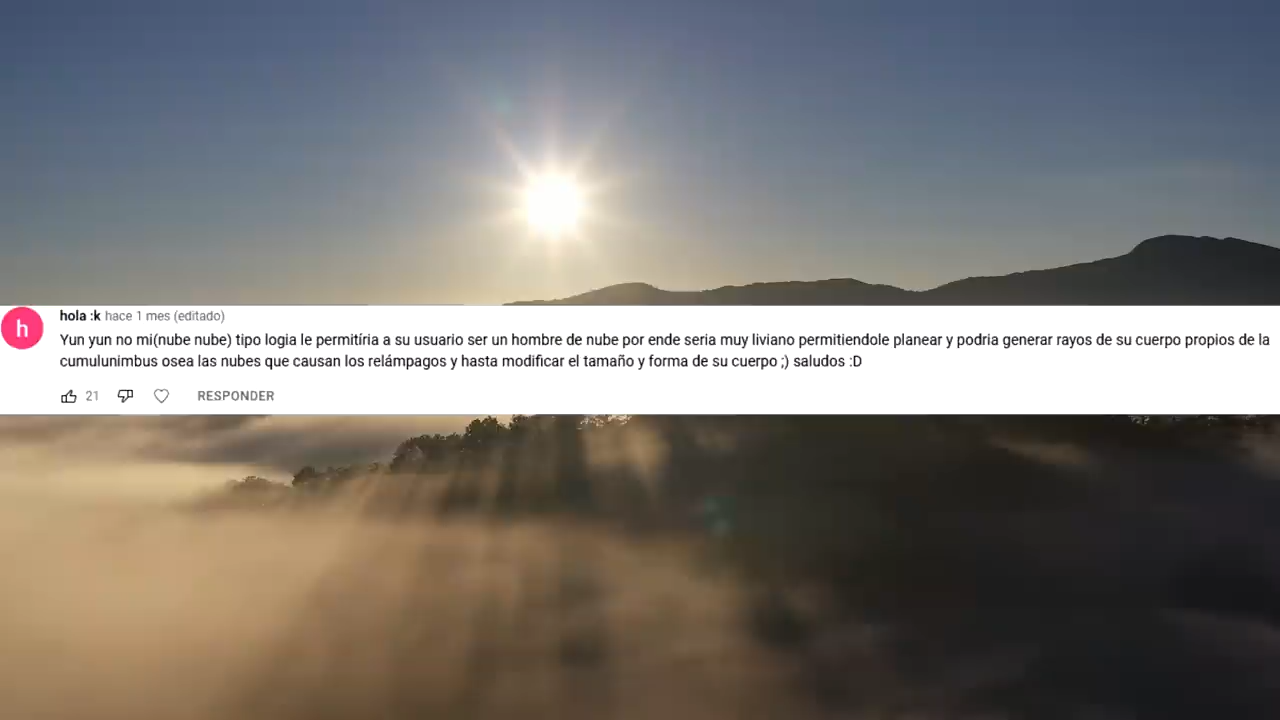 h
hola :k hace 1 mes (editado)
Yun yun no mi(nube nube) tipo logia le permitíria a su usuario ser un hombre de nube por ende seria muy liviano permitiendole planear y podria generar rayos de su cuerpo propios de la
cumulunimbus osea las nubes que causan los relámpagos y hasta modificar el tamaño y forma de su cuerpo ;) saludos :D
21 RESPONDER